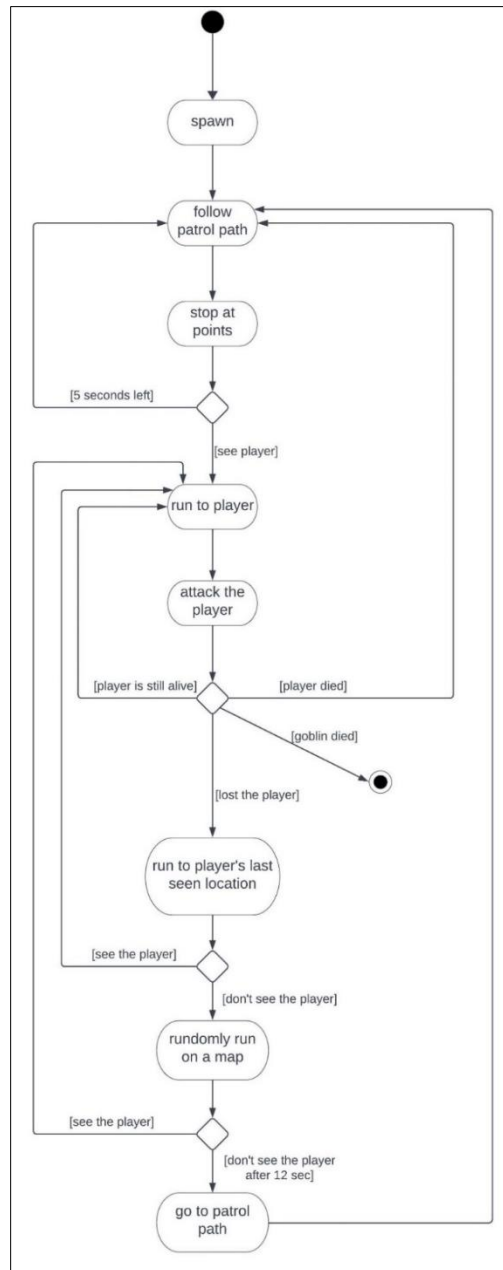 spawn
follow
patrol path
stop at
points
[5 seconds left]
[see player]
run to player
attack the
player
[player is still alive]
[player died]
[goblin died]
[lost the player]
run to player's last
seen location
[see the player]
[don't see the player]
rundomly run
on a map
[see the player]
[don't see the player
after 12 sec]
go to patrol
path